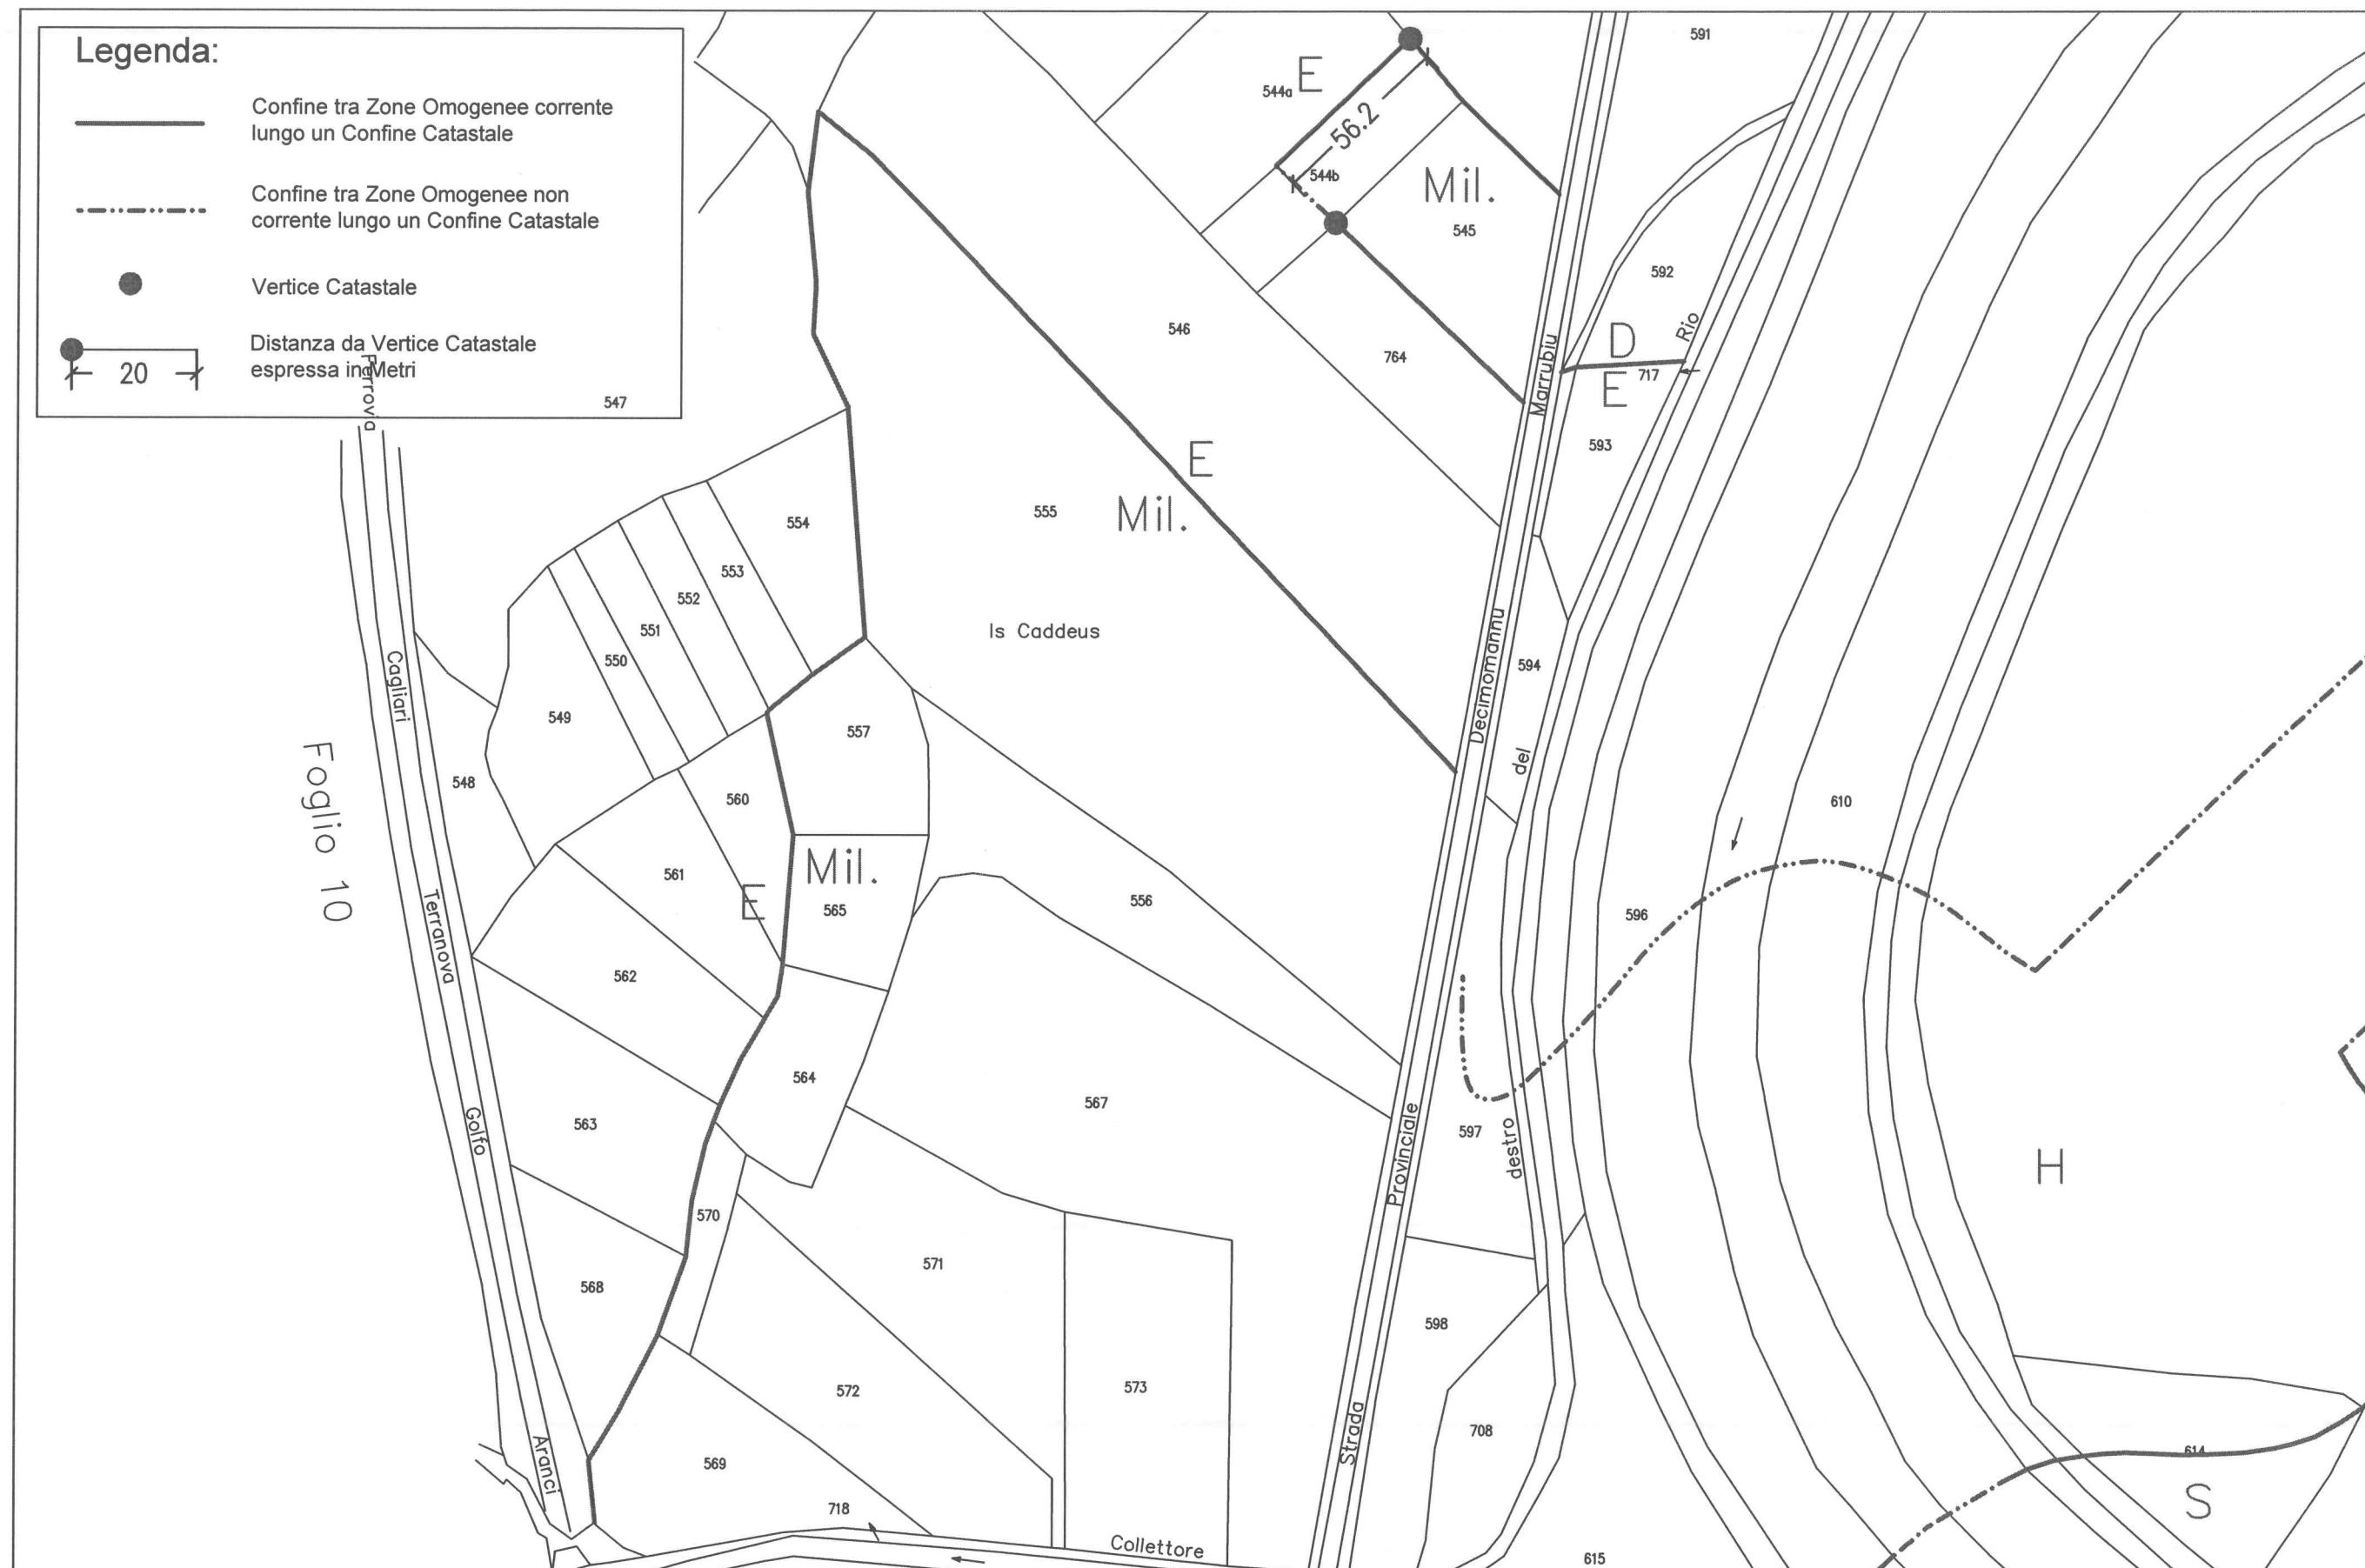 Legenda:
Confine tra Zone Omogenee corrente
lungo un Confine Catastale
Confine tra Zone Omogenee non
corrente lungo un Confine Catastale
Vertice Catastale
Distanza da Vertice Catastale
espressa in Metri
20
Ferrovia
547
591
544a
E
56.2
544b
Mil.
545
592
546
D
Rio
764
Marrubiu
717
E
593
E
555
Mil.
554
553
552
551
550
549
Is Caddeus
Decimomannu
594
Cagliari
557
del
548
560
610
Foglio 10
Mil.
561
E
565
556
596
Terranova
562
564
567
563
Golfo
Provinciale
597
destro
H
570
571
568
598
572
573
708
Strada
569
Aranci
614
S
718
Collettore
615